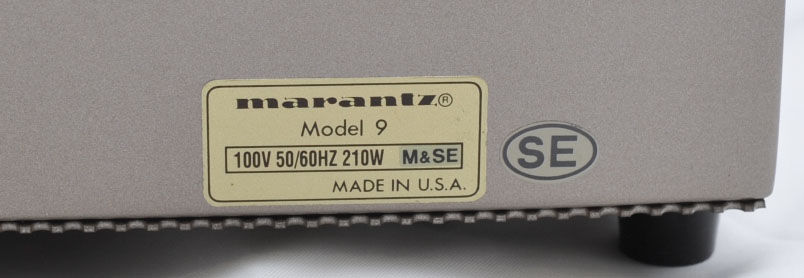 marantz®
Model 9
100V 50/60HZ 210W M&SE
MADE IN U.S.A.
SE